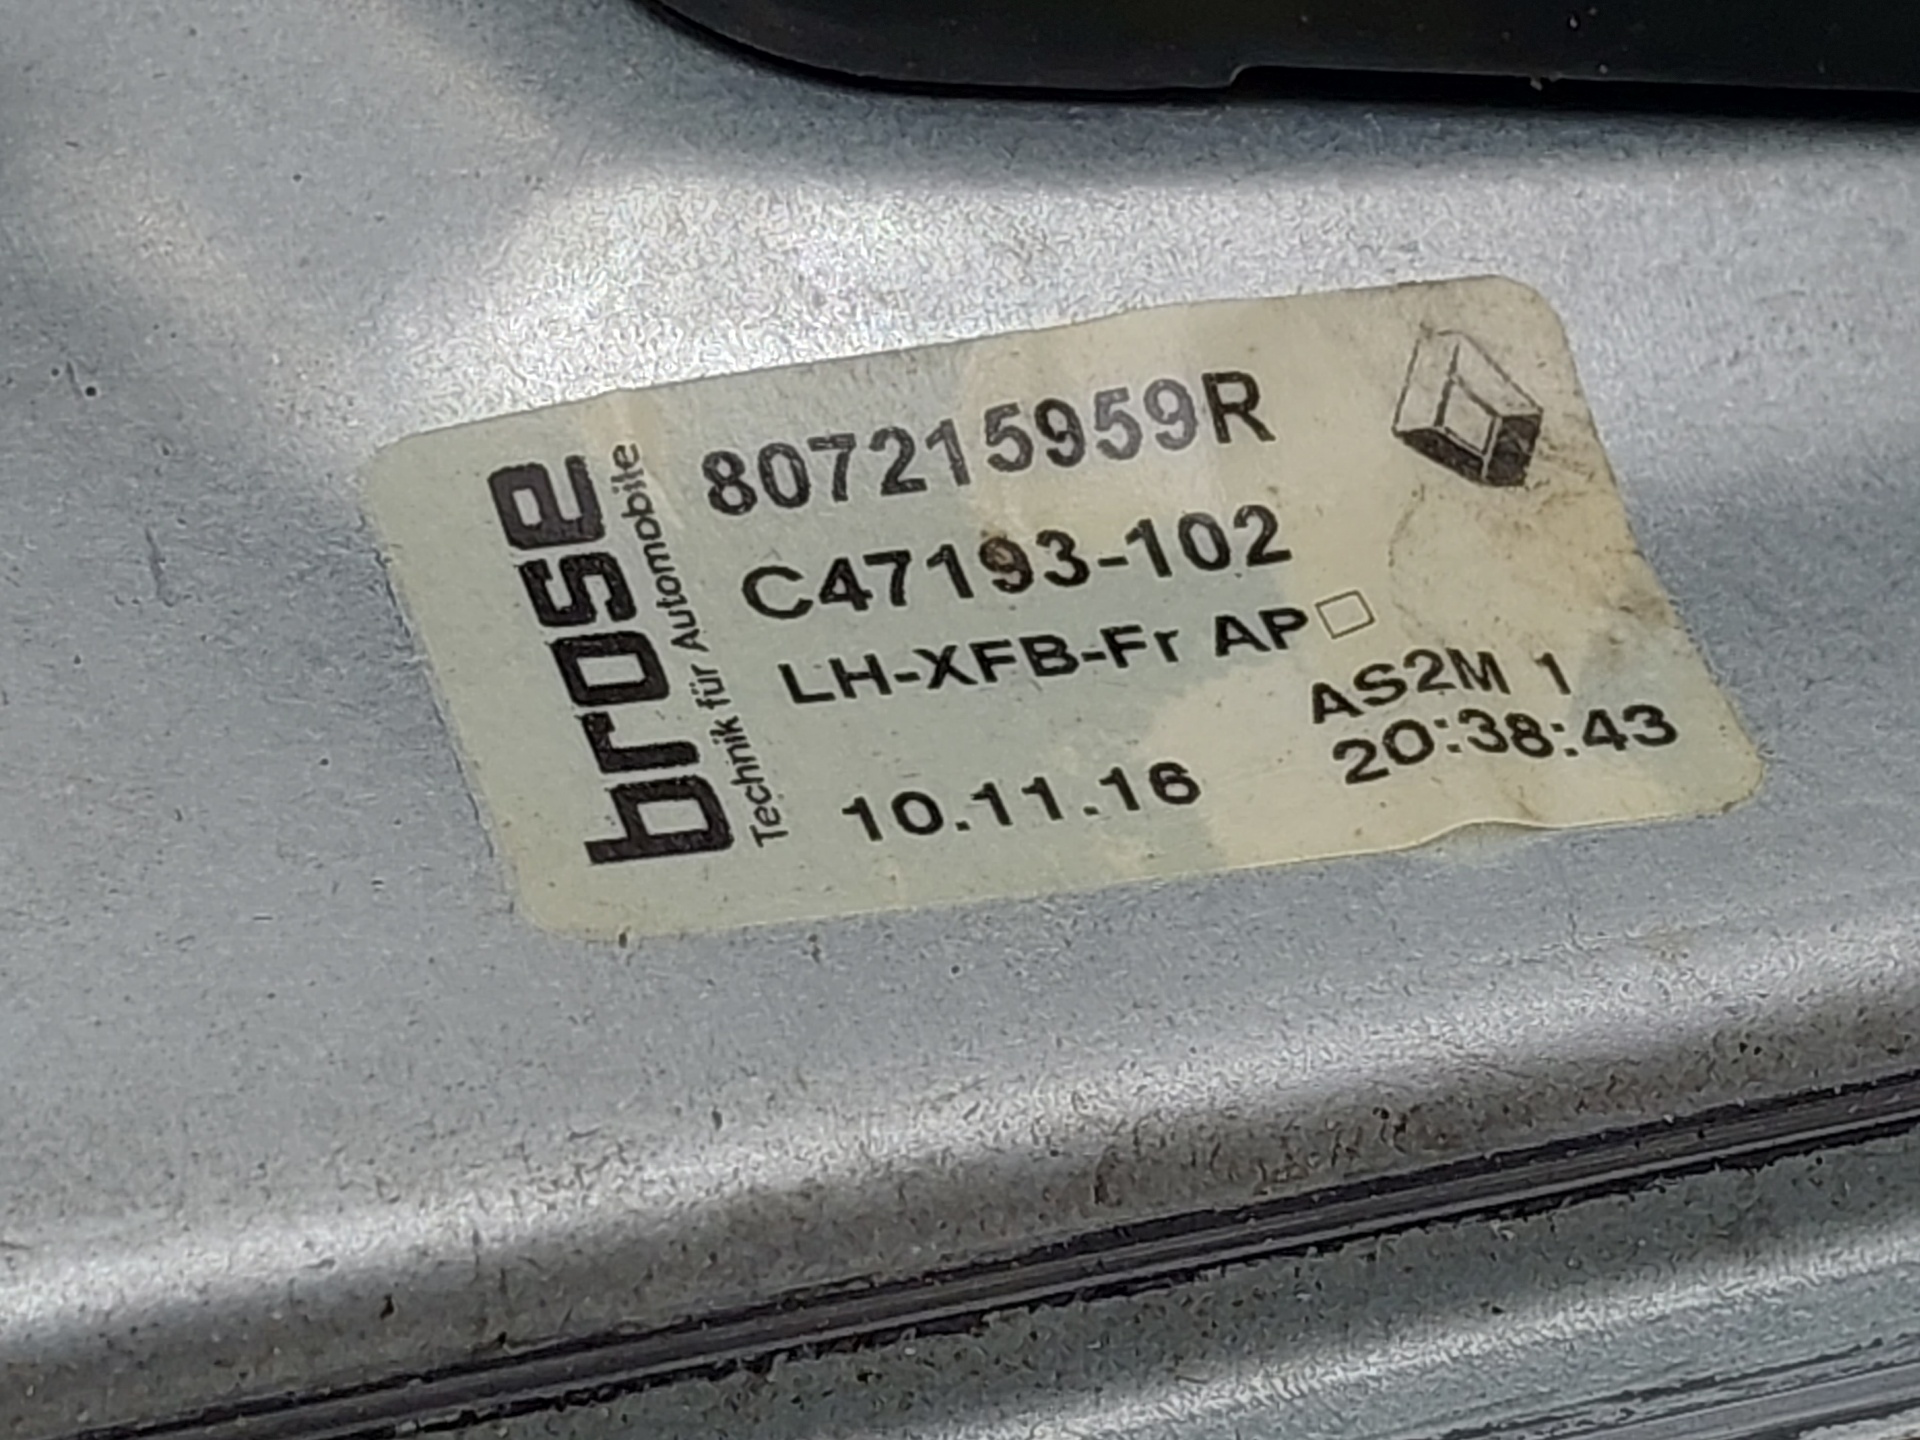 brose
Technik für Automobile
807215959R
C47193-102
LH-XFB-Fr AP□
AS2M 1
10.11.16
20:38:43